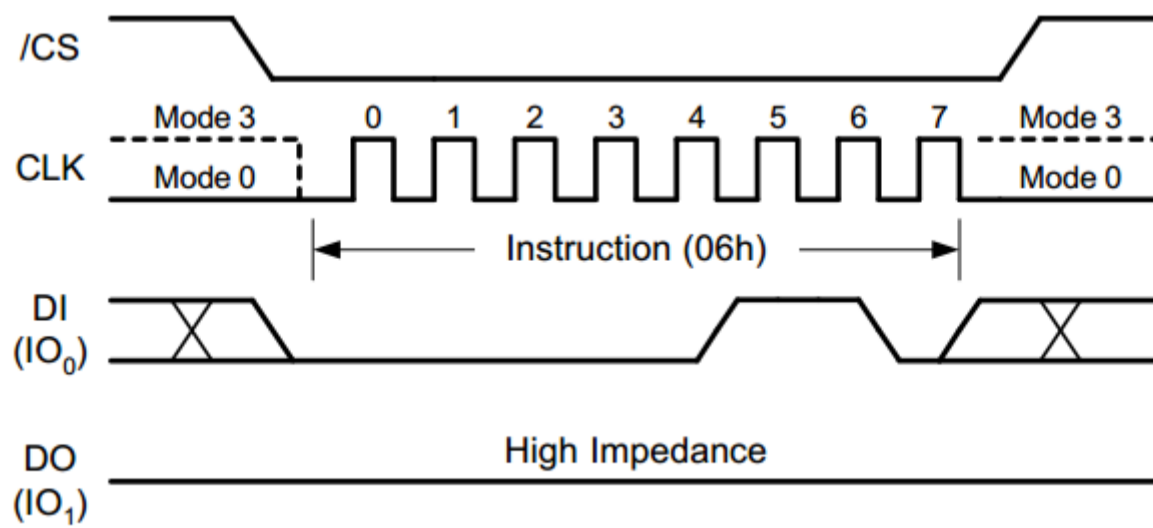 /CS
Mode 3 0 1 2 3 4 5 6 7 Mode 3
CLK
Mode 0 Mode 0
Instruction (06h)
DI
(IO₀)
High Impedance
DO
(IO₁)